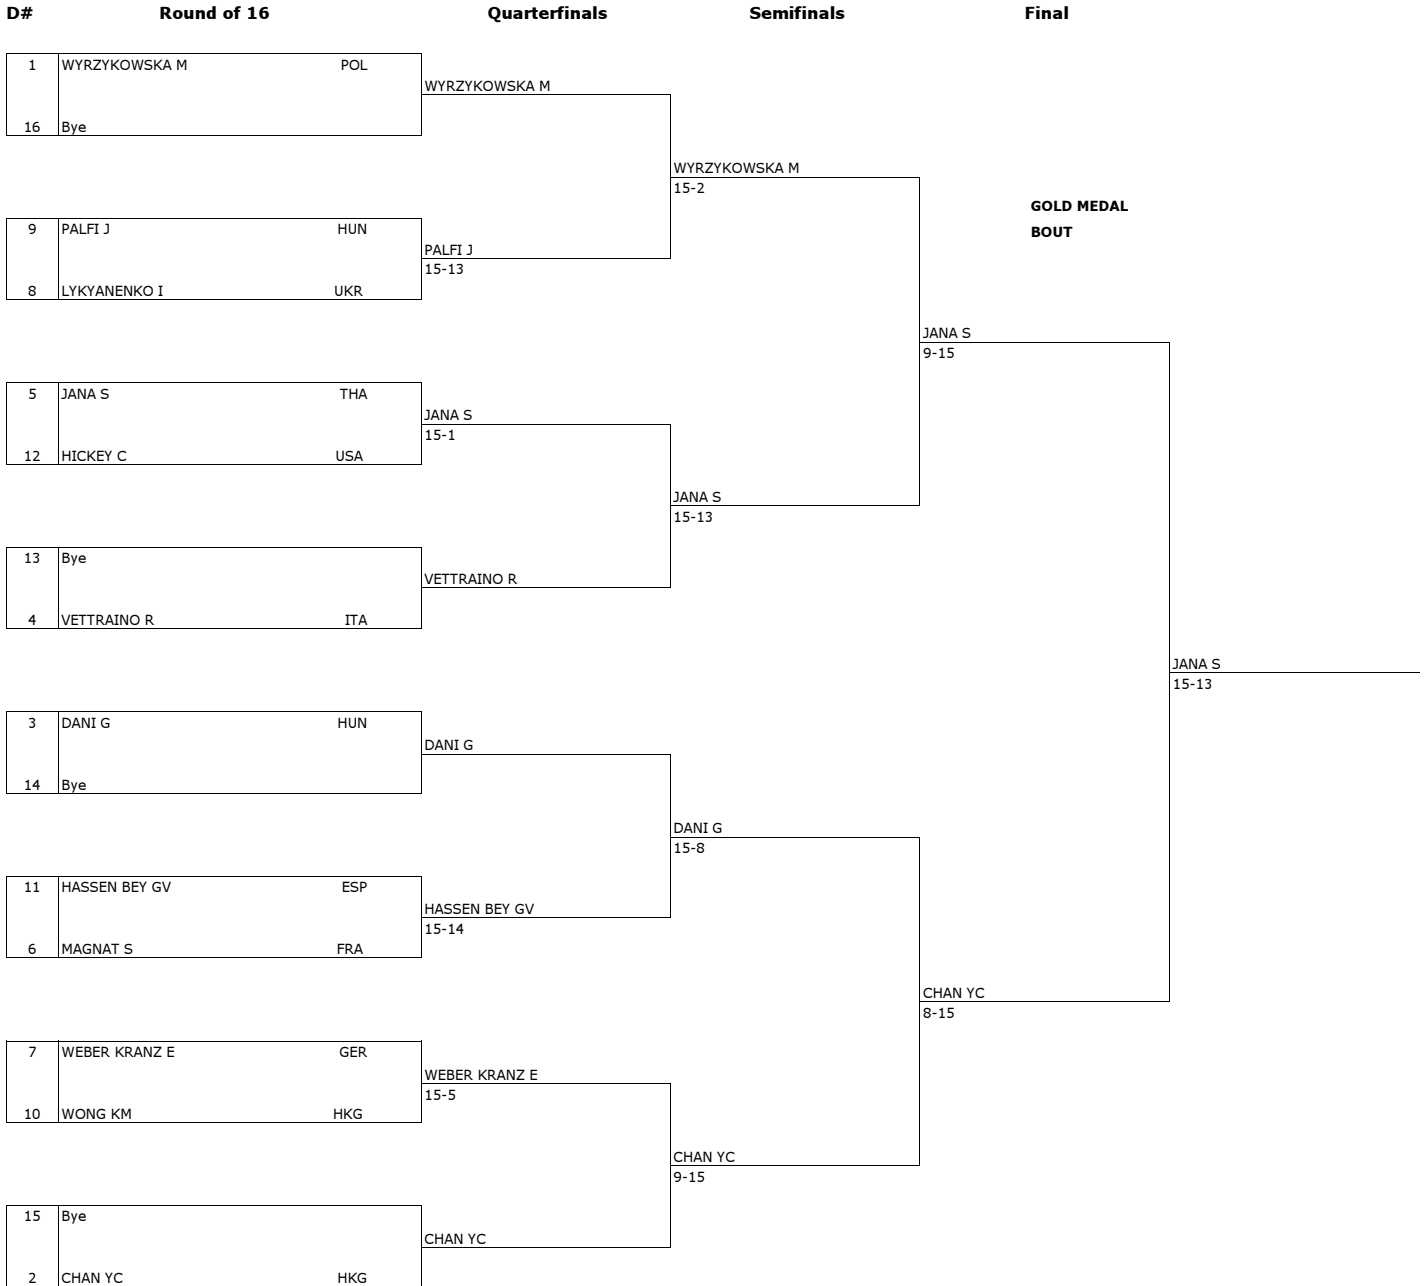 D# Round of 16 Quarterfinals Semifinals Final
1 WYRZYKOWSKA M POL
WYRZYKOWSKA M
16 Bye
WYRZYKOWSKA M
15-2
GOLD MEDAL
BOUT
9 PALFI J HUN
PALFI J
15-13
8 LYKYANENKO I UKR
JANA S
9-15
5 JANA S THA
JANA S
15-1
12 HICKEY C USA
JANA S
15-13
13 Bye
VETTRAINO R
4 VETTRAINO R ITA
JANA S
15-13
3 DANI G HUN
DANI G
14 Bye
DANI G
15-8
11 HASSEN BEY GV ESP
HASSEN BEY GV
15-14
6 MAGNAT S FRA
CHAN YC
8-15
7 WEBER KRANZ E GER
WEBER KRANZ E
15-5
10 WONG KM HKG
CHAN YC
9-15
15 Bye
CHAN YC
2 CHAN YC HKG